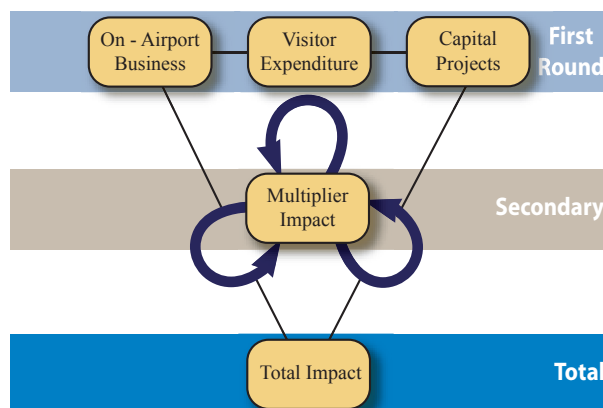 On - Airport
Business
Visitor
Expenditure
Capital
Projects
First
Round
Multiplier
Impact
Secondary
Total Impact
Total